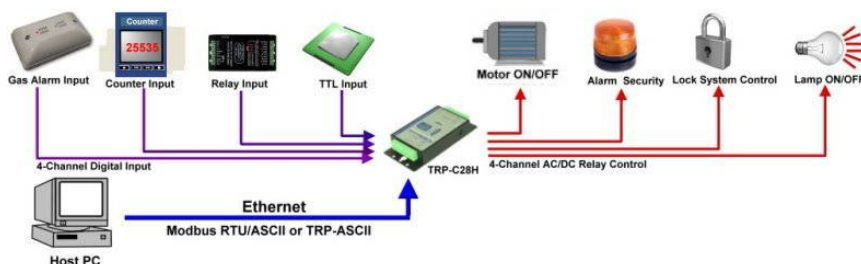 Counter
25535
Gas Alarm Input
Counter Input
Relay Input
TTL Input
Motor ON/OFF
Alarm Security
Lock System Control
Lamp ON/OFF
4-Channel Digital Input
TRP-C28H
4-Channel AC/DC Relay Control
Ethernet
Modbus RTU/ASCII or TRP-ASCII
Host PC